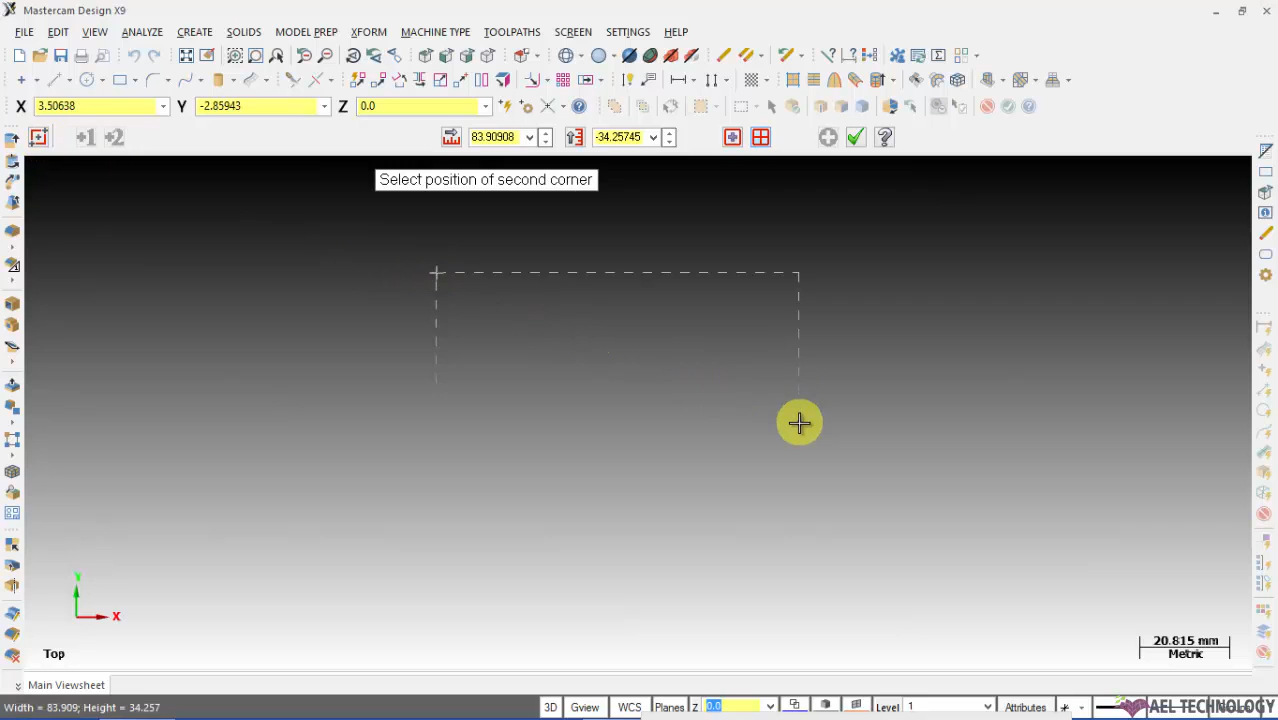 Mastercam Design X9
FILE EDIT VIEW ANALYZE CREATE SOLIDS MODEL PREP XFORM MACHINE TYPE TOOLPATHS SCREEN SETTINGS HELP
X 3.50638 Y -2.85943 Z 0.0
+1 +2 83.90908 -34.25745
Select position of second corner
Y
X
20.815 mm
Metric
Top
Main Viewsheet
Width = 83.909; Height = 34.257 3D Gview WCS Planes Z 0.0 Level 1 Attributes
AEL TECHNOLOGY